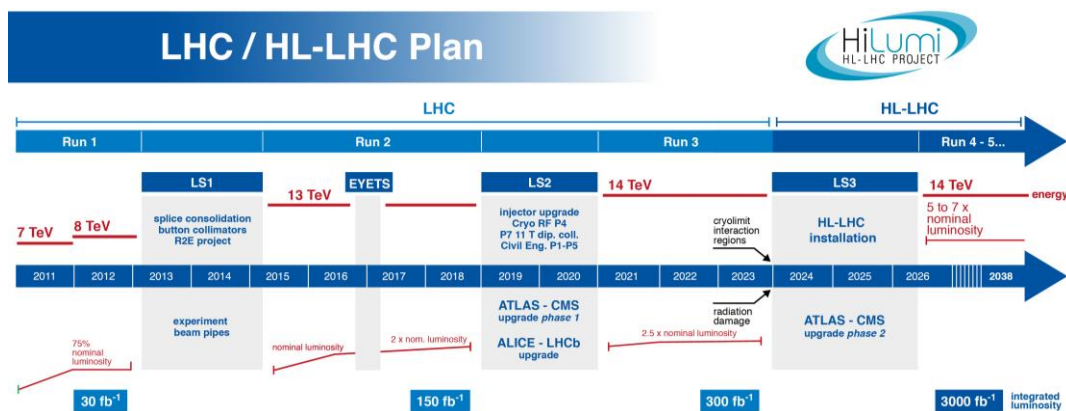 LHC / HL-LHC Plan
HiLumi
HL-LHC PROJECT
LHC
HL-LHC
Run 1
Run 2
Run 3
Run 4 - 5...
LS1
EYETS
LS2
LS3
13 TeV
14 TeV
14 TeV
energy
splice consolidation
button collimators
R2E project
injector upgrade
Cryo RF P4
P7 11 T dip. coll.
Civil Eng. P1-P5
cryolimit
interaction
regions
HL-LHC
installation
5 to 7 x
nominal
luminosity
7 TeV
8 TeV
2011
2012
2013
2014
2015
2016
2017
2018
2019
2020
2021
2022
2023
2024
2025
2026
2038
experiment
beam pipes
ATLAS - CMS
upgrade phase 1
ALICE - LHCb
upgrade
radiation
damage
ATLAS - CMS
upgrade phase 2
75%
nominal
luminosity
nominal luminosity
2 x nom. luminosity
2.5 x nominal luminosity
30 fb⁻¹
150 fb⁻¹
300 fb⁻¹
3000 fb⁻¹
integrated
luminosity